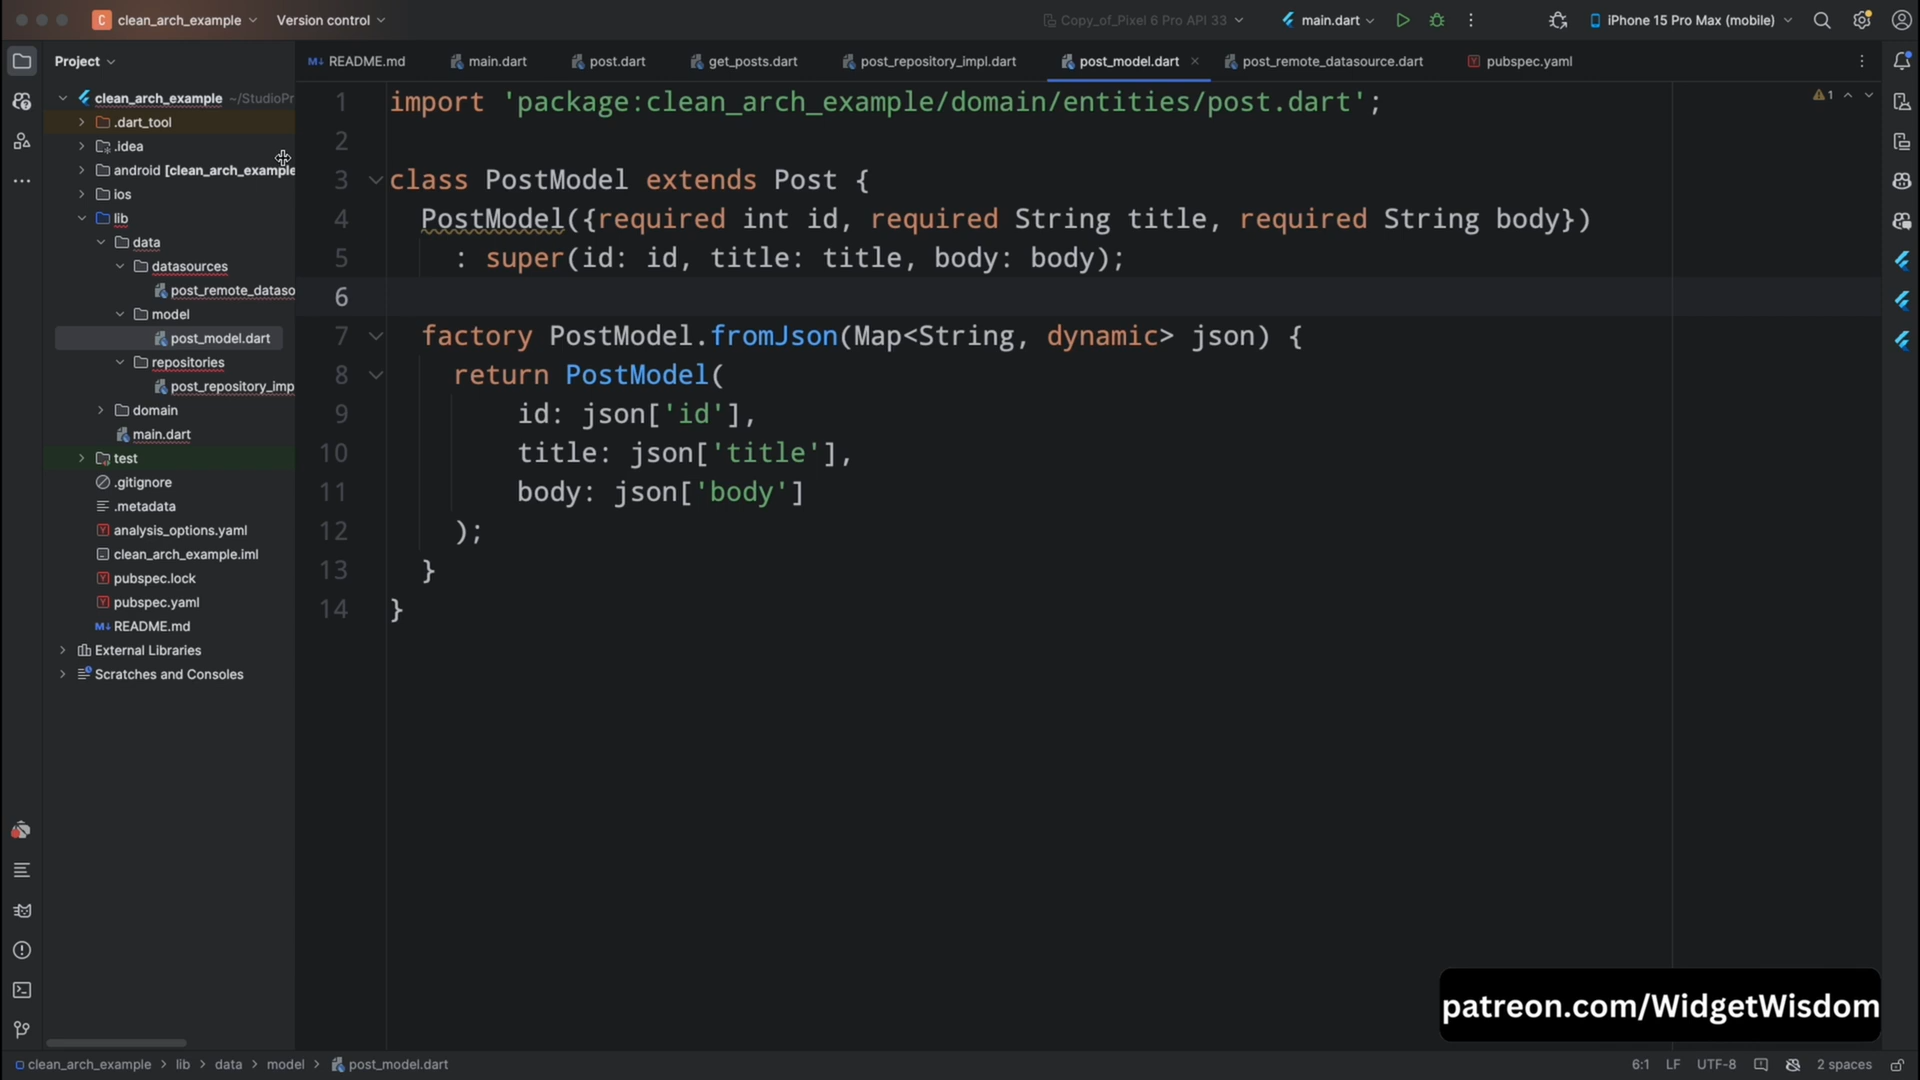 clean_arch_example
Version control
Copy_of_Pixel 6 Pro API 33
main.dart
iPhone 15 Pro Max (mobile)
Project
README.md
main.dart
post.dart
get_posts.dart
post_repository_impl.dart
post_model.dart
post_remote_datasource.dart
pubspec.yaml
clean_arch_example ~/StudioPr
.dart_tool
.idea
android [clean_arch_example
ios
lib
data
datasources
post_remote_dataso
model
post_model.dart
repositories
post_repository_imp
domain
main.dart
test
.gitignore
.metadata
analysis_options.yaml
clean_arch_example.iml
pubspec.lock
pubspec.yaml
README.md
External Libraries
Scratches and Consoles
1 import 'package:clean_arch_example/domain/entities/post.dart';
2
3 class PostModel extends Post {
4 PostModel({required int id, required String title, required String body})
5 : super(id: id, title: title, body: body);
6
7 factory PostModel.fromJson(Map<String, dynamic> json) {
8 return PostModel(
9 id: json['id'],
10 title: json['title'],
11 body: json['body']
12 );
13 }
14 }
1
patreon.com/WidgetWisdom
clean_arch_example > lib > data > model > post_model.dart
6:1 LF UTF-8 2 spaces